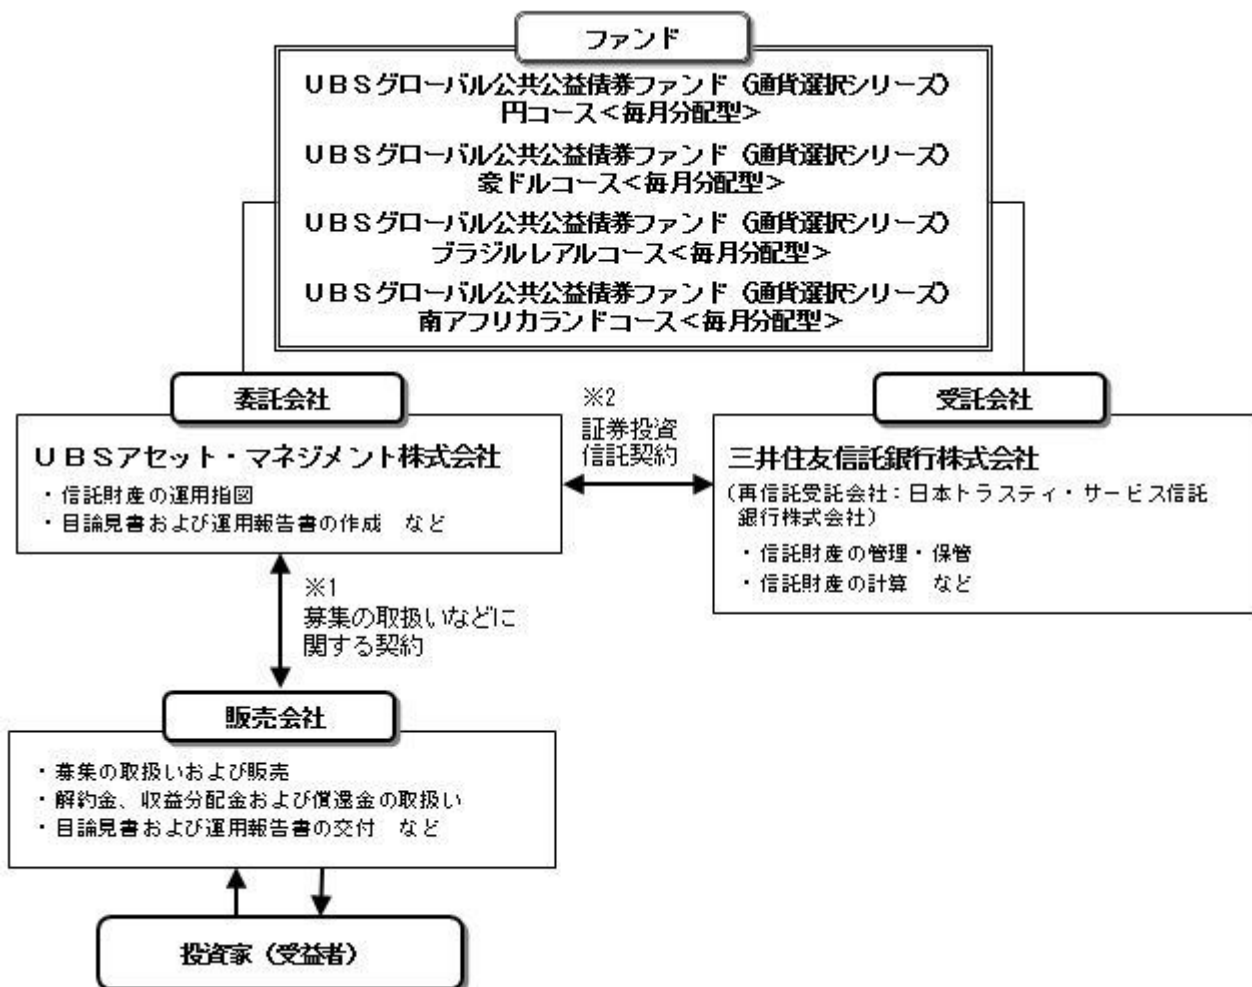 ファンド
UBSグローバル公共公益債券ファンド（通貨選択シリーズ）
円コース＜毎月分配型＞
UBSグローバル公共公益債券ファンド（通貨選択シリーズ）
豪ドルコース＜毎月分配型＞
UBSグローバル公共公益債券ファンド（通貨選択シリーズ）
ブラジルレアルコース＜毎月分配型＞
UBSグローバル公共公益債券ファンド（通貨選択シリーズ）
南アフリカランドコース＜毎月分配型＞
委託会社
UBSアセット・マネジメント株式会社
・信託財産の運用指図
・目論見書および運用報告書の作成　など
※2
証券投資
信託契約
受託会社
三井住友信託銀行株式会社
（再信託受託会社：日本トラスティ・サービス信託
銀行株式会社）
・信託財産の管理・保管
・信託財産の計算　など
※1
募集の取扱いなどに
関する契約
販売会社
・募集の取扱いおよび販売
・解約金、収益分配金および償還金の取扱い
・目論見書および運用報告書の交付　など
投資家（受益者）